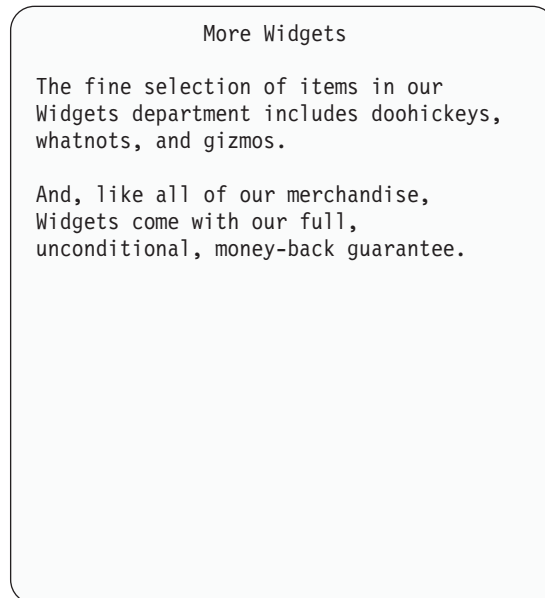 More Widgets
The fine selection of items in our
Widgets department includes doohickeys,
whatnots, and gizmos.
And, like all of our merchandise,
Widgets come with our full,
unconditional, money-back guarantee.